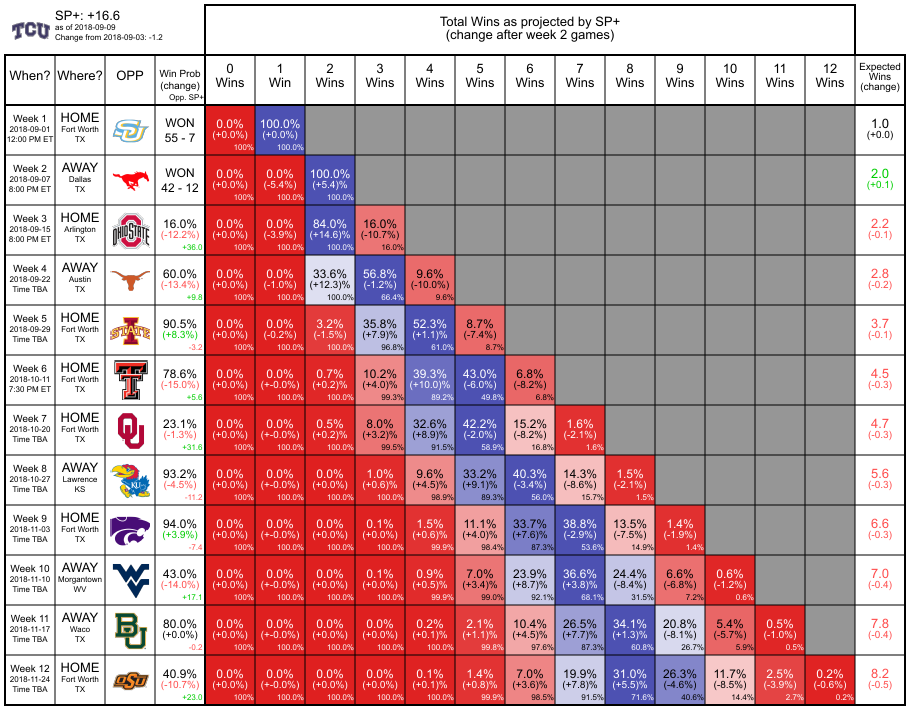 TCU
SP+: +16.6
as of 2018-09-09
Change from 2018-09-03: -1.2
Total Wins as projected by SP+
(change after week 2 games)
When? Where? OPP Win Prob (change) Opp. SP+ 0 Wins 1 Win 2 Wins 3 Wins 4 Wins 5 Wins 6 Wins 7 Wins 8 Wins 9 Wins 10 Wins 11 Wins 12 Wins Expected Wins (change)
Week 1 HOME WON 0.0% 100.0% 1.0
2018-09-01 Fort Worth 55 - 7 (+0.0%) (+0.0%) (+0.0)
12:00 PM ET TX 100% 100.0%
Week 2 AWAY WON 0.0% 0.0% 100.0% 2.0
2018-09-07 Dallas 42 - 12 (+0.0%) (-5.4%) (+5.4)% (+0.1)
8:00 PM ET TX 100% 100.0% 100.0%
Week 3 HOME OHIO STATE 16.0% 0.0% 0.0% 84.0% 16.0% 2.2
2018-09-15 Arlington (-12.2%) (+0.0%) (-3.9%) (+14.6)% (-10.7%) (-0.1)
8:00 PM ET TX +36.0 100% 100.0% 100.0% 16.0%
Week 4 AWAY 60.0% 0.0% 0.0% 33.6% 56.8% 9.6% 2.8
2018-09-22 Austin (-13.4%) (+0.0%) (-1.0%) (+12.3)% (-1.2%) (-10.0%) (-0.2)
Time TBA TX +9.8 100% 100.0% 100.0% 66.4% 9.6%
Week 5 HOME STATE 90.5% 0.0% 0.0% 3.2% 35.8% 52.3% 8.7% 3.7
2018-09-29 Fort Worth (+8.3%) (+0.0%) (-0.2%) (-1.5%) (+7.9)% (+1.1%) (-7.4%) (-0.1)
Time TBA TX -3.2 100% 100.0% 100.0% 96.8% 61.0% 8.7%
Week 6 HOME 78.6% 0.0% 0.0% 0.7% 10.2% 39.3% 43.0% 6.8% 4.5
2018-10-11 Fort Worth (-15.0%) (+0.0%) (+-0.0%) (+0.2)% (+4.0)% (+10.0)% (-6.0%) (-8.2%) (-0.3)
7:30 PM ET TX +5.6 100% 100.0% 100.0% 99.3% 89.2% 49.8% 6.8%
Week 7 HOME OU 23.1% 0.0% 0.0% 0.5% 8.0% 32.6% 42.2% 15.2% 1.6% 4.7
2018-10-20 Fort Worth (-1.3%) (+0.0%) (+-0.0%) (+0.2)% (+3.2)% (+8.9)% (-2.0%) (-8.2%) (-2.1%) (-0.3)
Time TBA TX +31.6 100% 100.0% 100.0% 99.5% 91.5% 58.9% 16.8% 1.6%
Week 8 AWAY KU 93.2% 0.0% 0.0% 0.0% 1.0% 9.6% 33.2% 40.3% 14.3% 1.5% 5.6
2018-10-27 Lawrence (-4.5%) (+0.0%) (+-0.0%) (+0.0%) (+0.6)% (+4.5)% (+9.1)% (-3.4%) (-8.6%) (-2.1%) (-0.3)
Time TBA KS -11.2 100% 100.0% 100.0% 100.0% 98.9% 89.3% 56.0% 15.7% 1.5%
Week 9 HOME 94.0% 0.0% 0.0% 0.0% 0.1% 1.5% 11.1% 33.7% 38.8% 13.5% 1.4% 6.6
2018-11-03 Fort Worth (+3.9%) (+0.0%) (+-0.0%) (+0.0%) (+0.0%) (+0.6)% (+4.0)% (+7.6)% (-2.9%) (-7.5%) (-1.9%) (-0.3)
Time TBA TX -7.4 100% 100.0% 100.0% 100.0% 99.9% 98.4% 87.3% 53.6% 14.9% 1.4%
Week 10 AWAY WV 43.0% 0.0% 0.0% 0.0% 0.1% 0.9% 7.0% 23.9% 36.6% 24.4% 6.6% 0.6% 7.0
2018-11-10 Morgantown (-14.0%) (+0.0%) (+-0.0%) (+0.0%) (+0.0%) (+0.5)% (+3.4)% (+8.7)% (+3.8)% (-8.4%) (-6.8%) (-1.2%) (-0.4)
Time TBA WV +17.1 100% 100.0% 100.0% 100.0% 99.9% 99.0% 92.1% 68.1% 31.5% 7.2% 0.6%
Week 11 AWAY BU 80.0% 0.0% 0.0% 0.0% 0.0% 0.2% 2.1% 10.4% 26.5% 34.1% 20.8% 5.4% 0.5% 7.8
2018-11-17 Waco (+0.0%) (+0.0%) (+-0.0%) (+0.0%) (+0.0%) (+0.1)% (+1.1)% (+4.5)% (+7.7)% (+1.3)% (-8.1%) (-5.7%) (-1.0%) (-0.4)
Time TBA TX -0.2 100% 100.0% 100.0% 100.0% 100.0% 99.8% 97.6% 87.3% 60.8% 26.7% 5.9% 0.5%
Week 12 HOME OSU 40.9% 0.0% 0.0% 0.0% 0.0% 0.1% 1.4% 7.0% 19.9% 31.0% 26.3% 11.7% 2.5% 0.2% 8.2
2018-11-24 Fort Worth (-10.7%) (+0.0%) (+-0.0%) (+0.0%) (+0.0%) (+0.1)% (+0.8)% (+3.6)% (+7.8)% (+5.5)% (-4.6%) (-8.5%) (-3.9%) (-0.6%) (-0.5)
Time TBA TX +23.0 100% 100.0% 100.0% 100.0% 100.0% 99.9% 98.5% 91.5% 71.6% 40.6% 14.4% 2.7% 0.2%